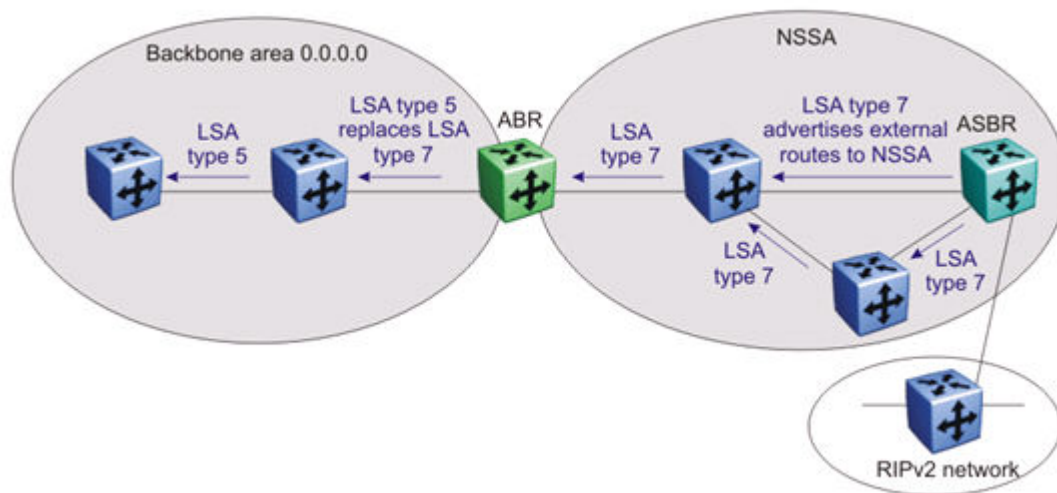 Backbone area 0.0.0.0
LSA
type 5
LSA type 5
replaces LSA
type 7
ABR
NSSA
LSA
type 7
LSA type 7
advertises external
routes to NSSA
ASBR
LSA
type 7
LSA
type 7
RIPv2 network